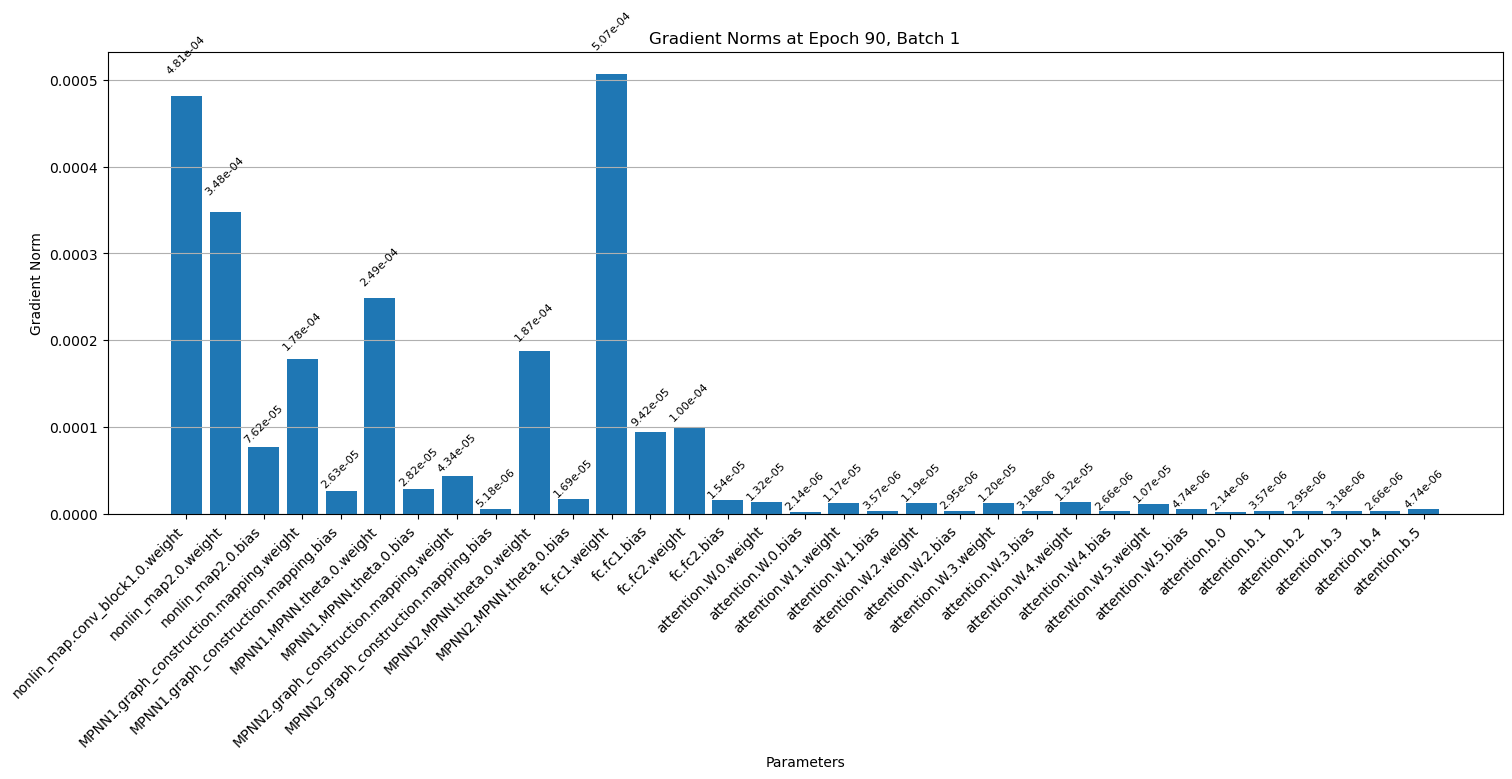 Gradient Norms at Epoch 90, Batch 1
Gradient Norm
0.0005
0.0004
0.0003
0.0002
0.0001
0.0000
4.81e-04
3.48e-04
7.62e-05
1.78e-04
2.63e-05
2.49e-04
2.82e-05
4.34e-05
5.18e-06
1.87e-04
1.69e-05
5.07e-04
9.42e-05
1.00e-04
1.54e-05
1.32e-05
2.14e-06
1.17e-05
3.57e-06
1.19e-05
2.95e-06
1.20e-05
3.18e-06
1.32e-05
2.66e-06
1.07e-05
4.74e-06
2.14e-06
3.57e-06
2.95e-06
3.18e-06
2.66e-06
4.74e-06
nonlin_map.conv_block1.0.weight
nonlin_map2.0.weight
nonlin_map2.0.bias
MPNN1.graph_construction.mapping.weight
MPNN1.graph_construction.mapping.bias
MPNN1.MPNN.theta.0.weight
MPNN1.MPNN.theta.0.bias
MPNN2.graph_construction.mapping.weight
MPNN2.graph_construction.mapping.bias
MPNN2.MPNN.theta.0.weight
MPNN2.MPNN.theta.0.bias
fc.fc1.weight
fc.fc1.bias
fc.fc2.weight
fc.fc2.bias
attention.W.0.weight
attention.W.0.bias
attention.W.1.weight
attention.W.1.bias
attention.W.2.weight
attention.W.2.bias
attention.W.3.weight
attention.W.3.bias
attention.W.4.weight
attention.W.4.bias
attention.W.5.weight
attention.W.5.bias
attention.b.0
attention.b.1
attention.b.2
attention.b.3
attention.b.4
attention.b.5
Parameters